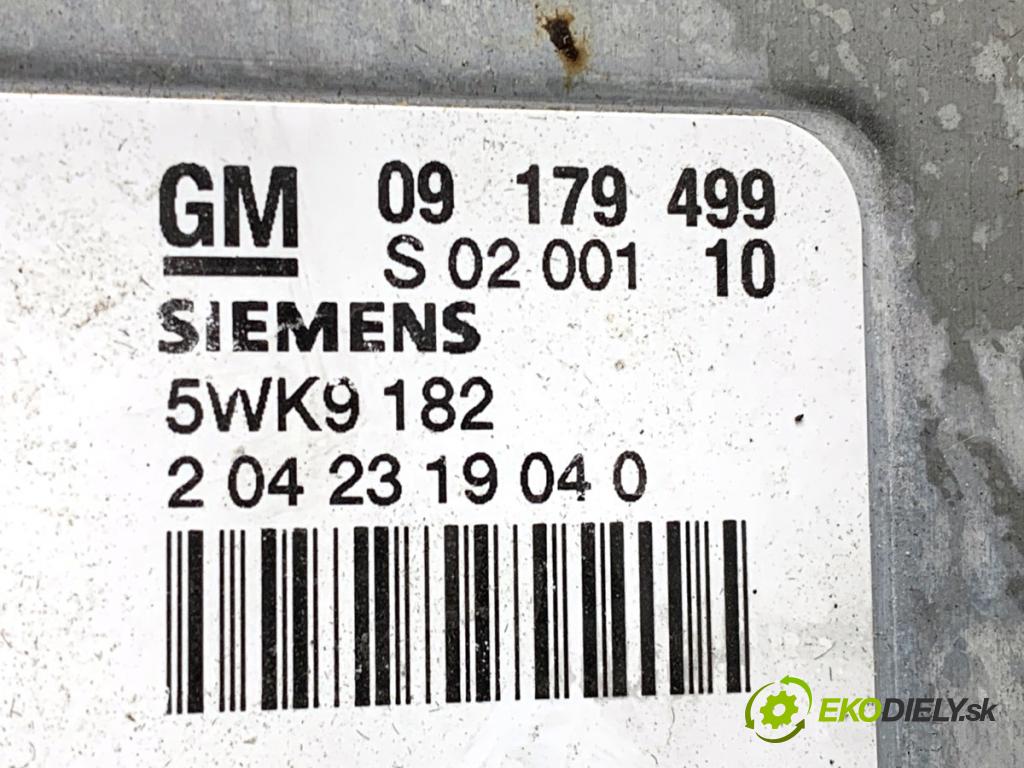 GM 09 179 499
S 02 001 10
SIEMENS
5WK9 182
2 04 23 19 04 0
EKODIELY.sk